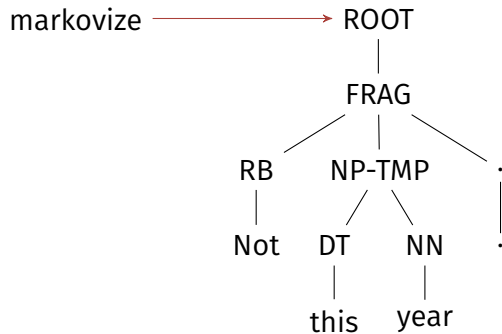 markovize ROOT
FRAG
RB NP-TMP .
Not DT NN .
this year